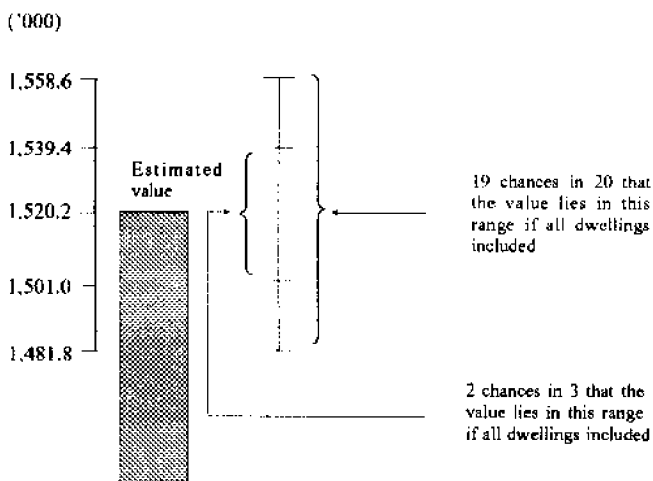 ('000)
1,558.6
1,539.4
Estimated
value
1,520.2
1,501.0
1,481.8
19 chances in 20 that
the value lies in this
range if all dwellings
included
2 chances in 3 that the
value lies in this range
if all dwellings included